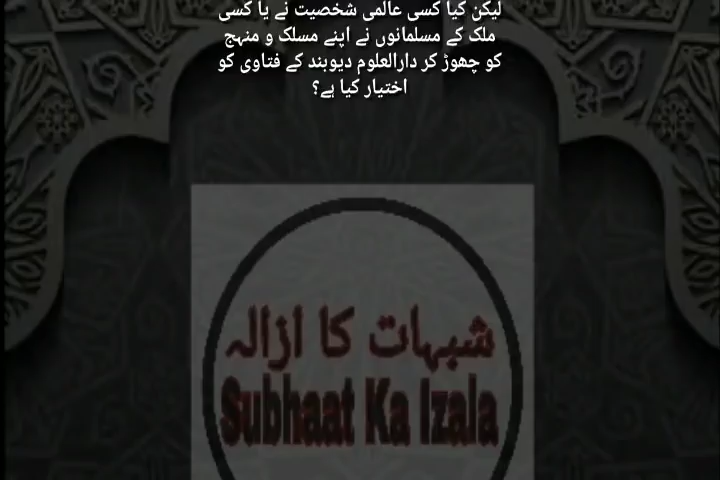 لیکن کیا کسی عالمی شخصیت نے یا کسی
ملک کے مسلمانوں نے اپنے مسلک و منہج
کو چھوڑ کر دارالعلوم دیوبند کے فتاوی کو
اختیار کیا ہے؟
شبہات کا ازالہ
Subhaat Ka Izala